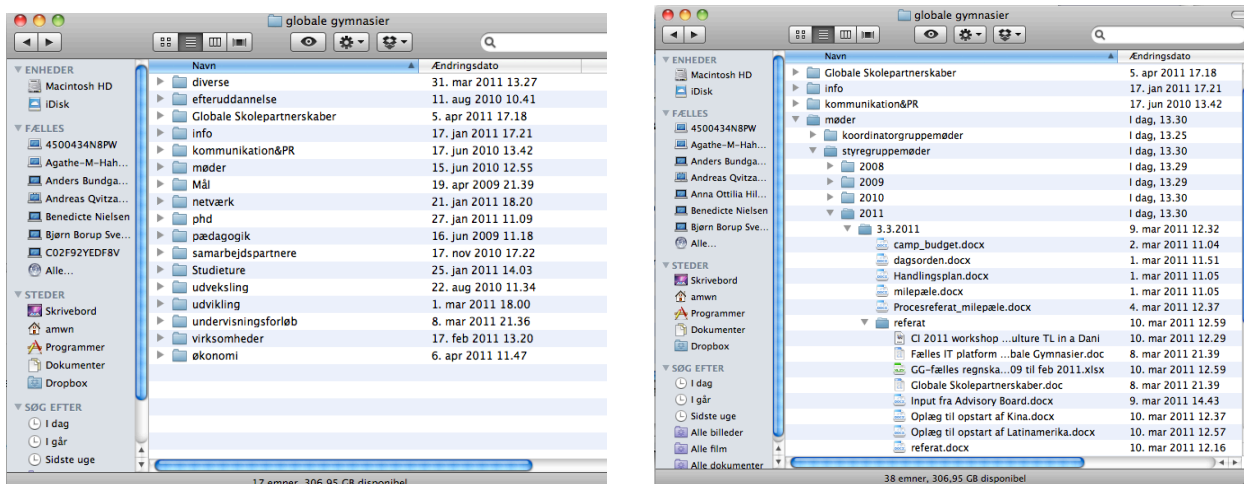 globale gymnasier
Navn Ændringsdato
▼ ENHEDER
Macintosh HD
iDisk
▼ FÆLLES
4500434N8PW
Agathe-M-Hah...
Anders Bundga...
Andreas Qvitza...
Benedicte Nielsen
Bjørn Borup Sve...
C02F92YEDF8V
Alle...
▼ STEDER
Skrivebord
amwn
Programmer
Dokumenter
Dropbox
▼ SØG EFTER
I dag
I går
Sidste uge
diverse 31. mar 2011 13.27
efteruddannelse 11. aug 2010 10.41
Globale Skolepartnerskaber 5. apr 2011 17.18
info 17. jan 2011 17.21
kommunikation&PR 17. jun 2010 13.42
møder 15. jun 2010 12.55
Mål 19. apr 2009 21.39
netværk 21. jan 2011 18.20
phd 27. jan 2011 11.09
pædagogik 16. jun 2009 11.18
samarbejdspartnere 17. nov 2010 17.22
Studieture 25. jan 2011 14.03
udveksling 22. aug 2010 11.34
udvikling 1. mar 2011 18.00
undervisningsforløb 8. mar 2011 21.36
virksomheder 17. feb 2011 13.20
økonomi 6. apr 2011 11.47
17 emner, 306,95 GB disponibel
globale gymnasier
Navn Ændringsdato
▼ ENHEDER
Macintosh HD
iDisk
▼ FÆLLES
4500434N8PW
Agathe-M-Hah...
Anders Bundga...
Andreas Qvitza...
Anna Ottilia Hil...
Benedicte Nielsen
Bjørn Borup Sve...
Alle...
▼ STEDER
Skrivebord
amwn
Programmer
Dokumenter
Dropbox
▼ SØG EFTER
I dag
I går
Sidste uge
Alle billeder
Alle film
Alle dokumenter
Globale Skolepartnerskaber 5. apr 2011 17.18
info 17. jan 2011 17.21
kommunikation&PR 17. jun 2010 13.42
møder I dag, 13.30
koordinatorgruppemøder I dag, 13.25
styregruppemøder I dag, 13.30
2008 I dag, 13.29
2009 I dag, 13.29
2010 I dag, 13.30
2011 I dag, 13.30
3.3.2011 9. mar 2011 12.32
camp_budget.docx 2. mar 2011 11.04
dagsorden.docx 1. mar 2011 11.51
Handlingsplan.docx 1. mar 2011 11.05
milepæle.docx 1. mar 2011 11.05
Procesreferat_milepæle.docx 4. mar 2011 12.37
referat 10. mar 2011 12.59
CI 2011 workshop ...ulture TL in a Dani 10. mar 2011 12.29
Fælles IT platform ...bale Gymnasier.doc 8. mar 2011 21.39
GG-fælles regnska...09 til feb 2011.xlsx 10. mar 2011 12.59
Globale Skolepartnerskaber.doc 8. mar 2011 21.39
Input fra Advisory Board.docx 9. mar 2011 14.43
Oplæg til opstart af Kina.docx 10. mar 2011 12.37
Oplæg til opstart af Latinamerika.docx 10. mar 2011 12.57
referat.docx 10. mar 2011 12.16
38 emner, 306,95 GB disponibel